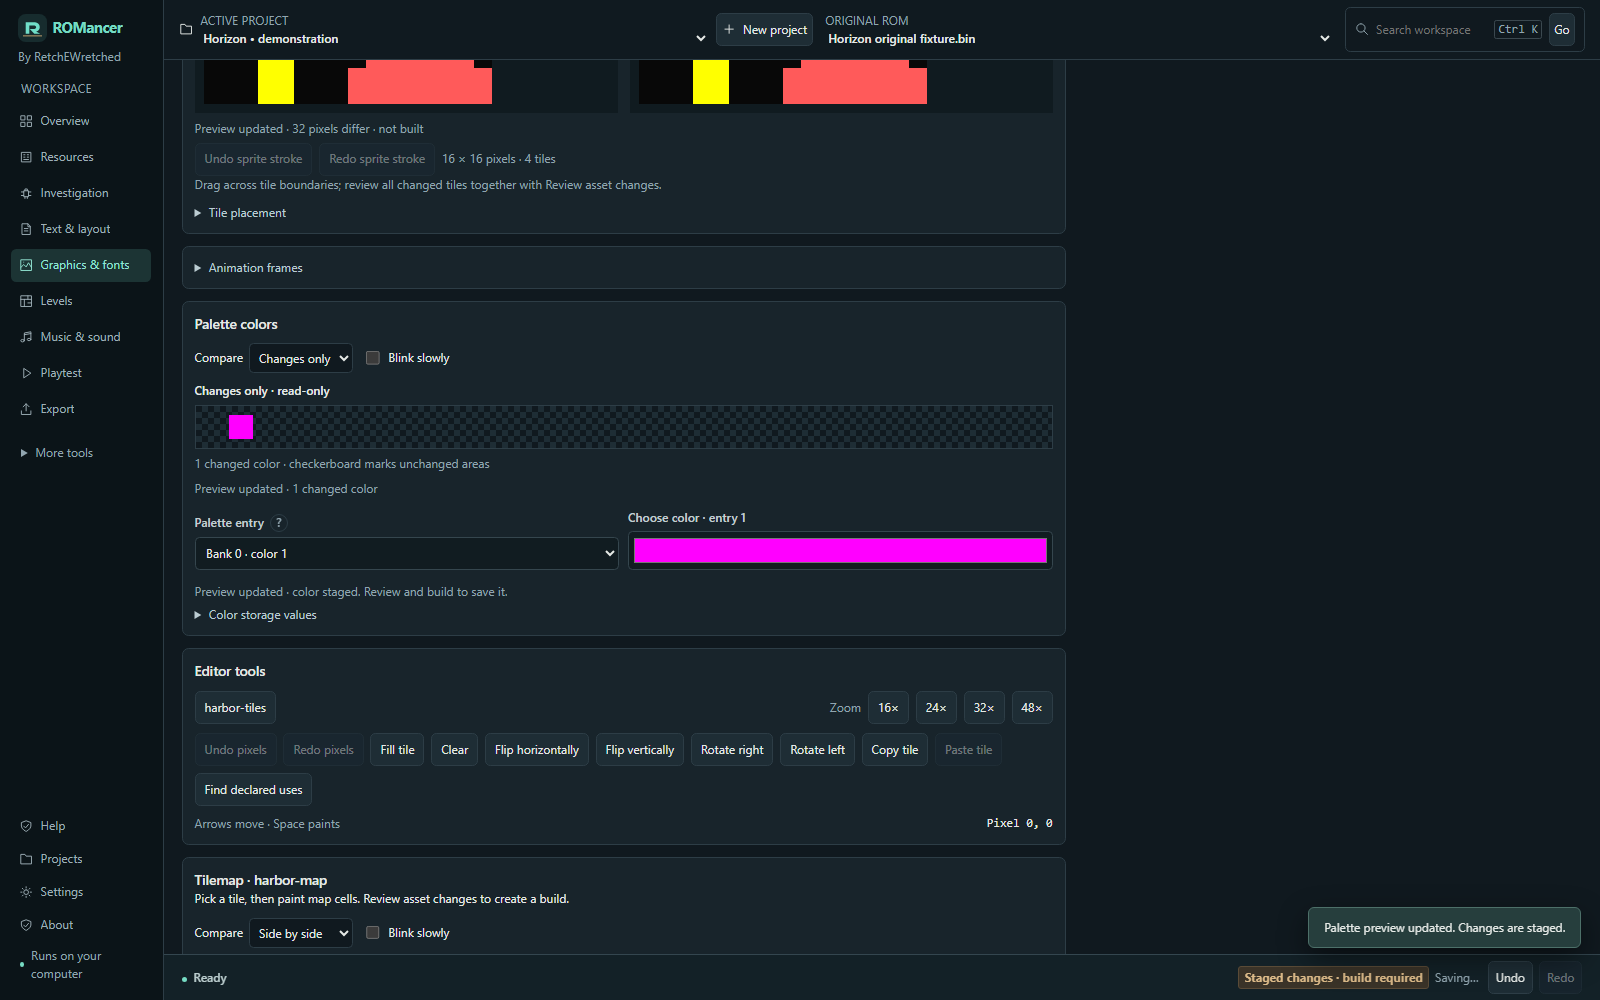 ROMancer
By RetchEWretched
WORKSPACE
Overview
Resources
Investigation
Text & layout
Graphics & fonts
Levels
Music & sound
Playtest
Export
More tools
Help
Projects
Settings
About
Runs on your
computer
ACTIVE PROJECT
Horizon • demonstration
New project
ORIGINAL ROM
Horizon original fixture.bin
Search workspace
Ctrl K
Go
Preview updated · 32 pixels differ · not built
Undo sprite stroke
Redo sprite stroke
16 × 16 pixels · 4 tiles
Drag across tile boundaries; review all changed tiles together with Review asset changes.
Tile placement
Animation frames
Palette colors
Compare
Changes only
Blink slowly
Changes only · read-only
1 changed color · checkerboard marks unchanged areas
Preview updated · 1 changed color
Palette entry ?
Bank 0 · color 1
Choose color · entry 1
Preview updated · color staged. Review and build to save it.
Color storage values
Editor tools
harbor-tiles
Zoom
16×
24×
32×
48×
Undo pixels
Redo pixels
Fill tile
Clear
Flip horizontally
Flip vertically
Rotate right
Rotate left
Copy tile
Paste tile
Find declared uses
Arrows move · Space paints
Pixel 0, 0
Tilemap · harbor-map
Pick a tile, then paint map cells. Review asset changes to create a build.
Compare
Side by side
Blink slowly
Palette preview updated. Changes are staged.
Ready
Staged changes · build required
Saving...
Undo
Redo